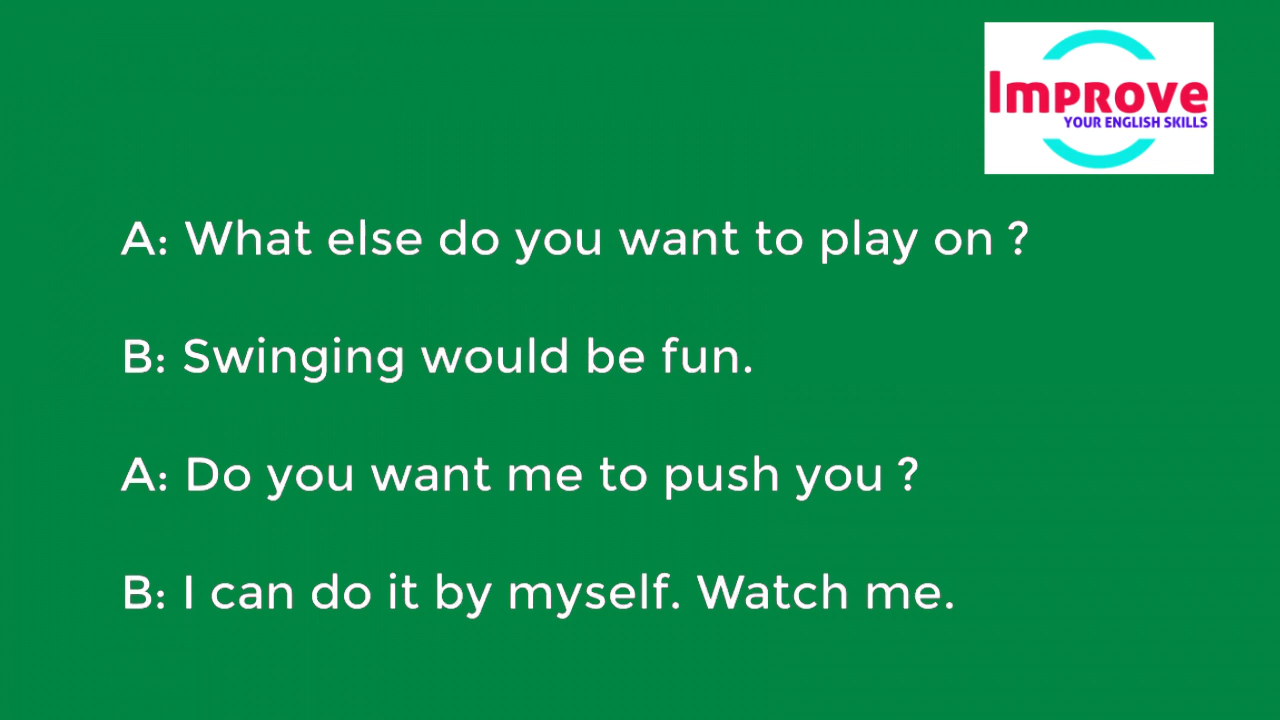 Improve
YOUR ENGLISH SKILLS
A: What else do you want to play on ?
B: Swinging would be fun.
A: Do you want me to push you ?
B: I can do it by myself. Watch me.